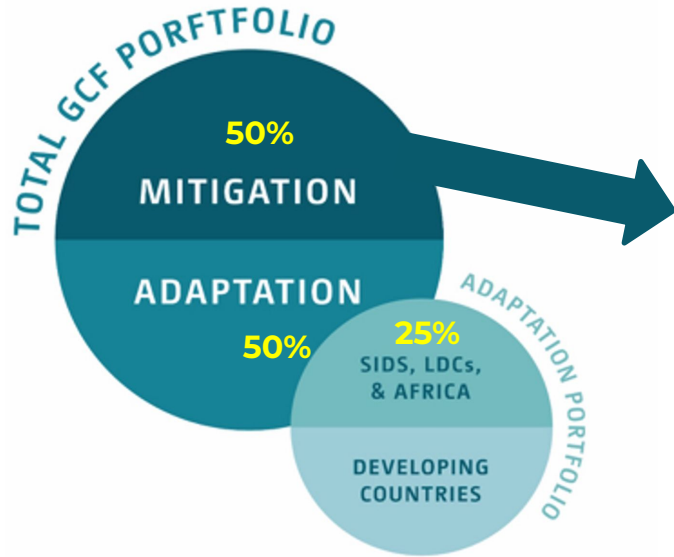 TOTAL GCF PORFTFOLIO
50%
MITIGATION
ADAPTATION
50%
ADAPTATION PORTFOLIO
25%
SIDS, LDCs,
& AFRICA
DEVELOPING
COUNTRIES